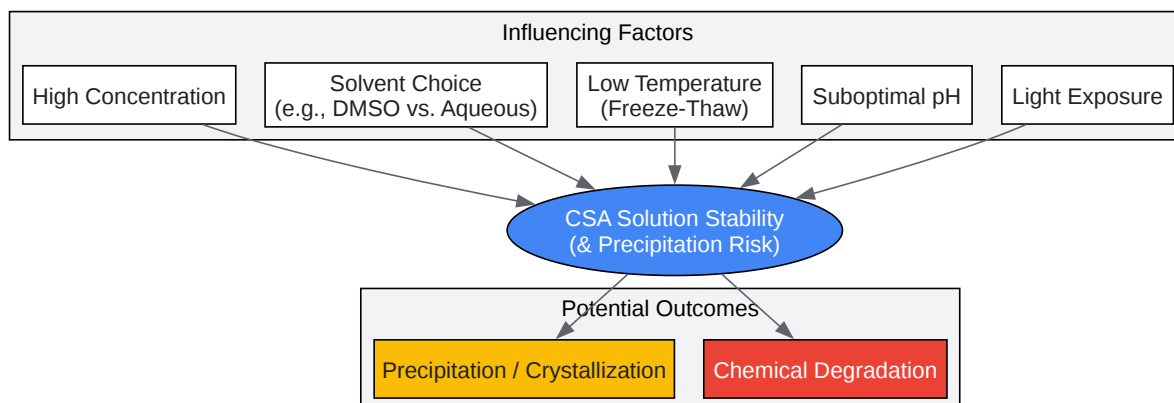 Influencing Factors
High Concentration
Solvent Choice
(e.g., DMSO vs. Aqueous)
Low Temperature
(Freeze-Thaw)
Suboptimal pH
Light Exposure
CSA Solution Stability
(& Precipitation Risk)
Potential Outcomes
Precipitation / Crystallization
Chemical Degradation